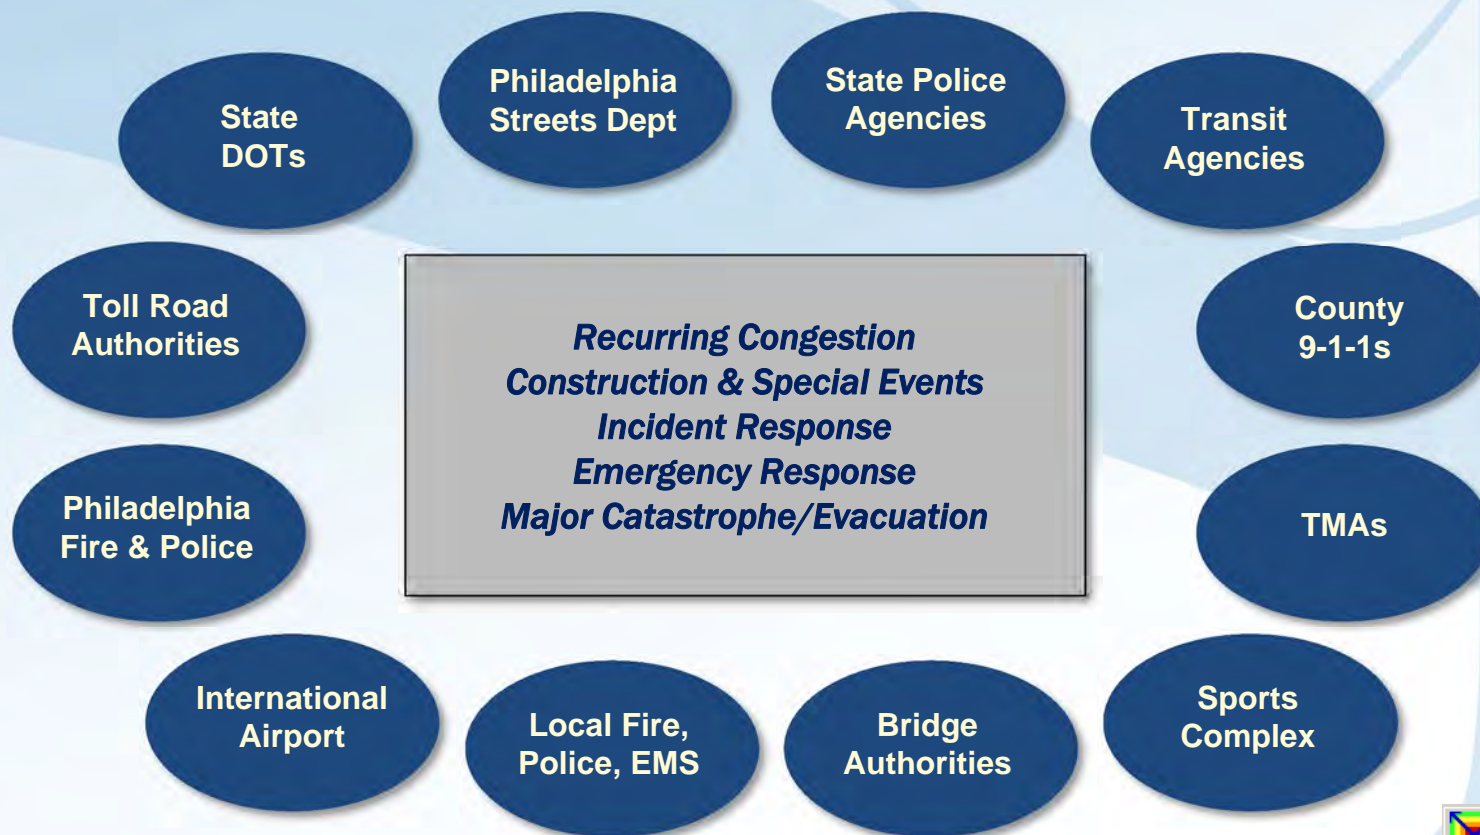 Philadelphia
Streets Dept
State Police
Agencies
State
DOTs
Transit
Agencies
Toll Road
Authorities
County
9-1-1s
Recurring Congestion
Construction & Special Events
Incident Response
Emergency Response
Major Catastrophe/Evacuation
Philadelphia
Fire & Police
TMAs
International
Airport
Local Fire,
Police, EMS
Bridge
Authorities
Sports
Complex